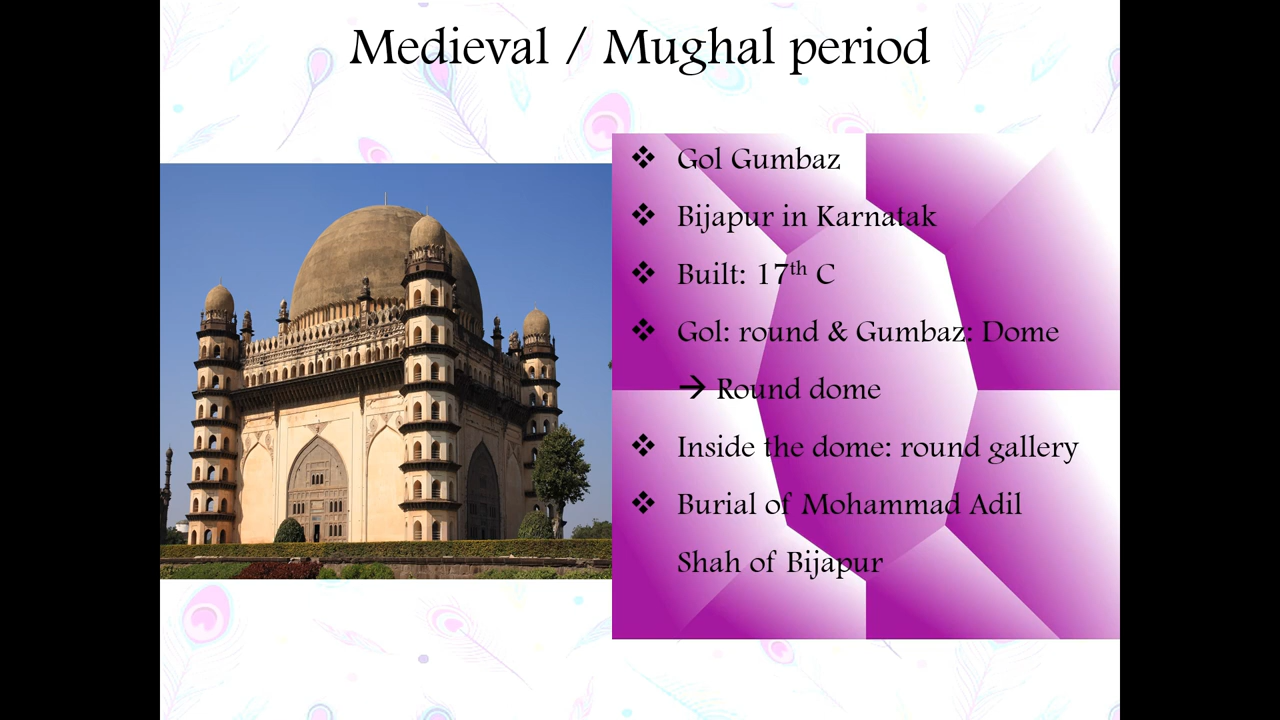 Medieval / Mughal period
❖ Gol Gumbaz
❖ Bijapur in Karnatak
❖ Built: 17th C
❖ Gol: round & Gumbaz: Dome
→ Round dome
❖ Inside the dome: round gallery
❖ Burial of Mohammad Adil
Shah of Bijapur